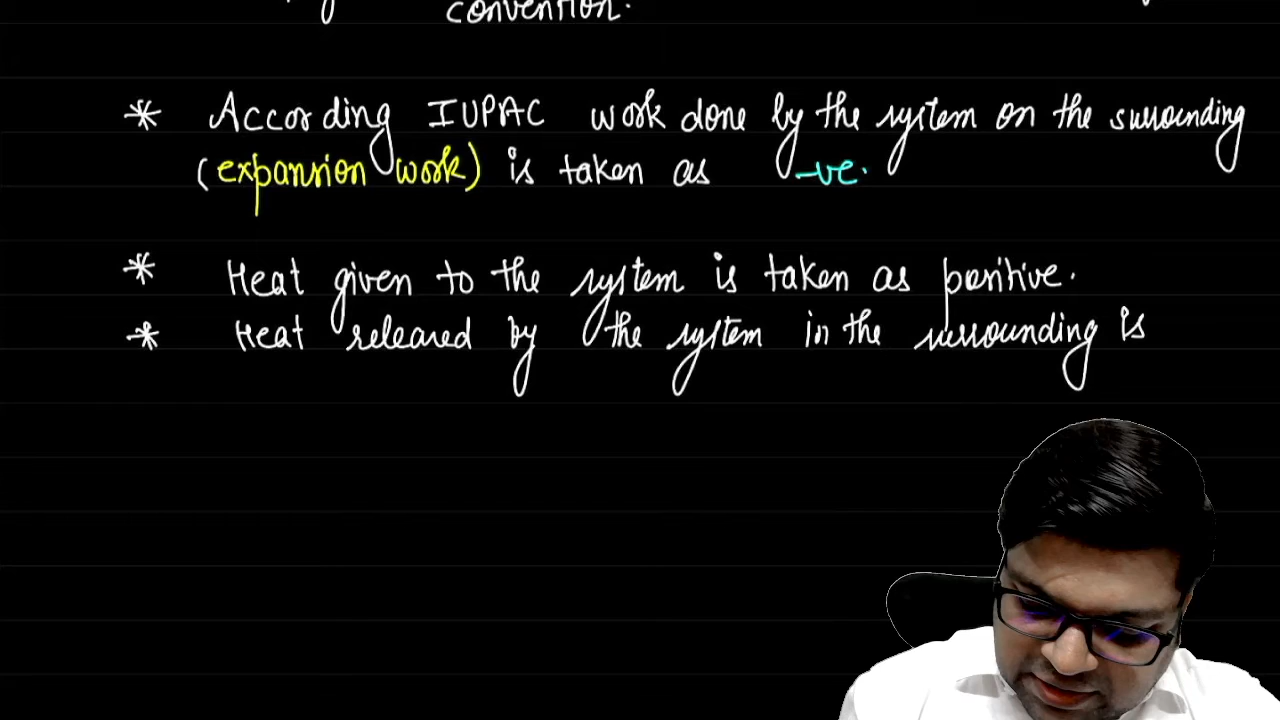 convention.
* According IUPAC work done by the system on the surrounding
(expansion work) is taken as -ve.
* Heat given to the system is taken as positive.
* Heat released by the system in the surrounding is